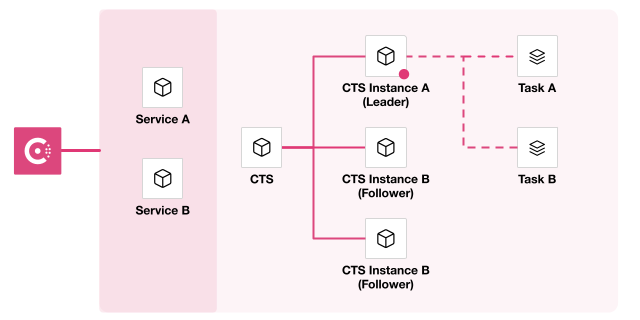 Service A
Service B
CTS
CTS Instance A
(Leader)
CTS Instance B
(Follower)
CTS Instance B
(Follower)
Task A
Task B